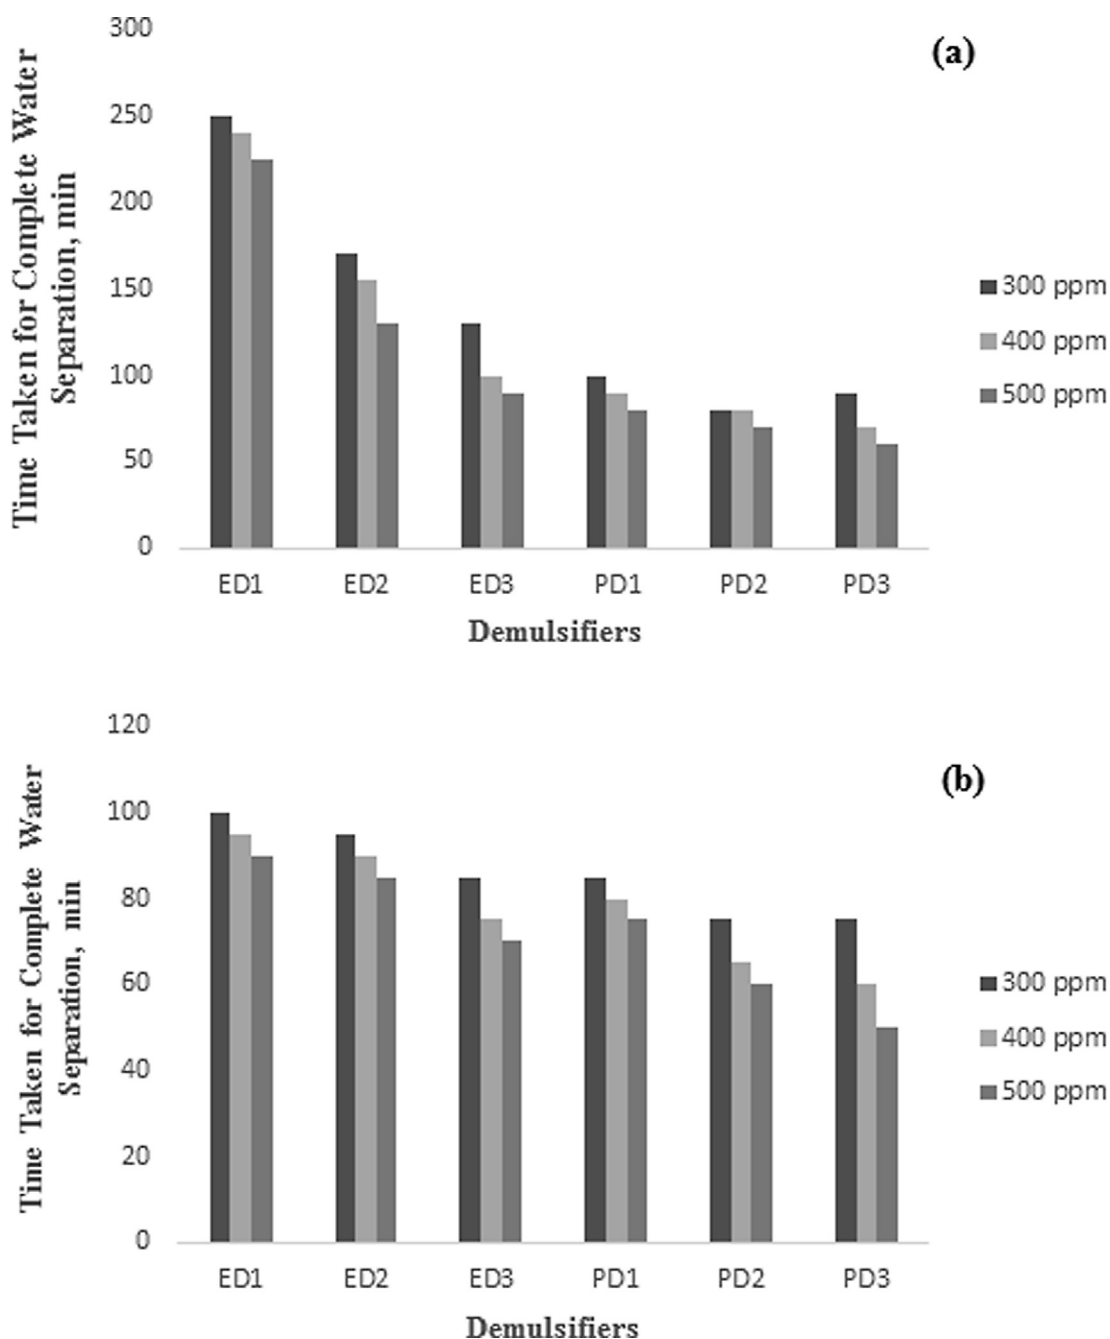 300
(a)
250
200
150
100
50
0
Time Taken for Complete Water
Separation, min
300 ppm
400 ppm
500 ppm
ED1 ED2 ED3 PD1 PD2 PD3
Demulsifiers
120
(b)
100
80
60
40
20
0
Time Taken for Complete Water
Separation, min
300 ppm
400 ppm
500 ppm
ED1 ED2 ED3 PD1 PD2 PD3
Demulsifiers